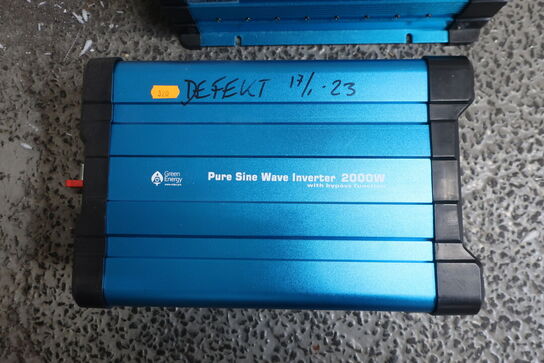 DEFEKT 17/1-23
Green
Energy
Pure Sine Wave Inverter 2000W
with bypass function